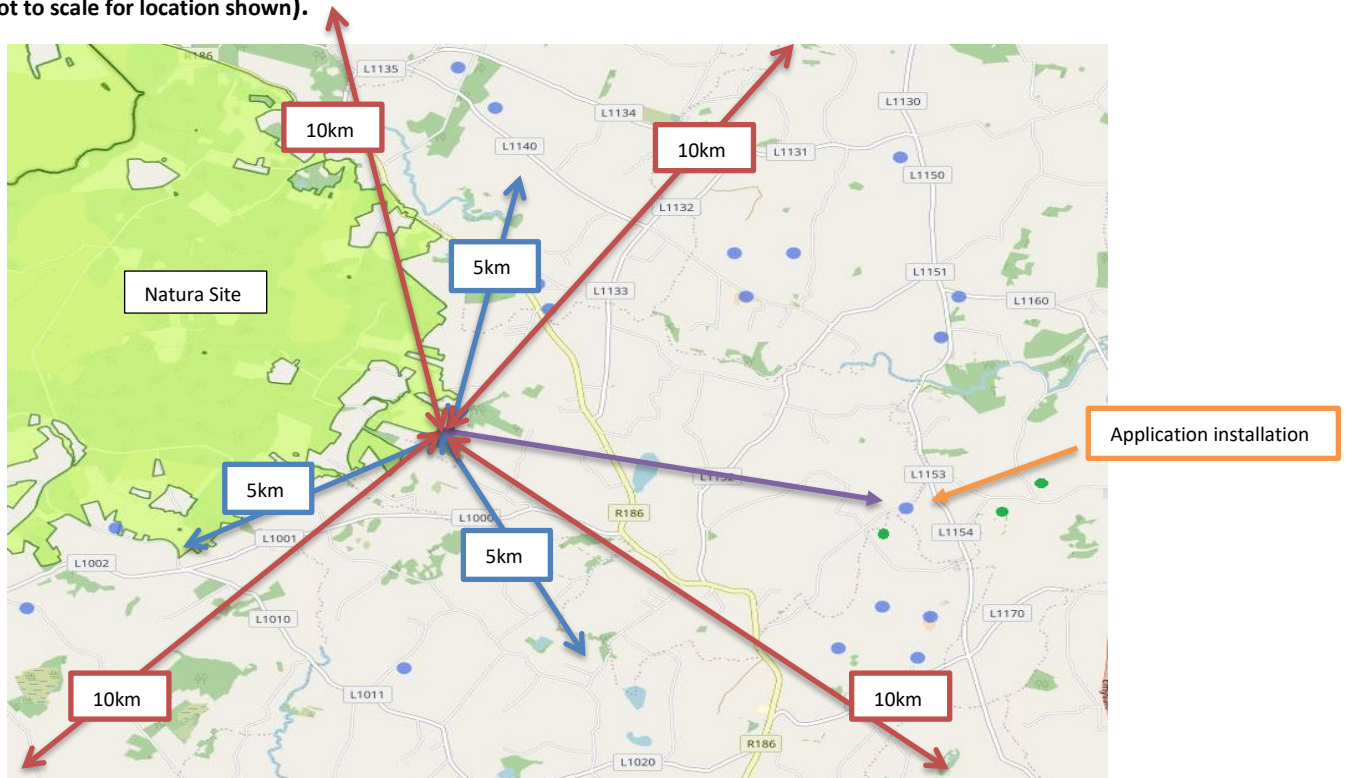 ot to scale for location shown).
R186
L1135
10km
L1134
L1130
L1140
10km
L1131
L1150
L1132
5km
L1151
Natura Site
L1133
L1160
Application installation
5km
L1153
R186
L1000
L1001
L1154
5km
L1002
L1170
L1010
10km
L1011
10km
R186
L1020